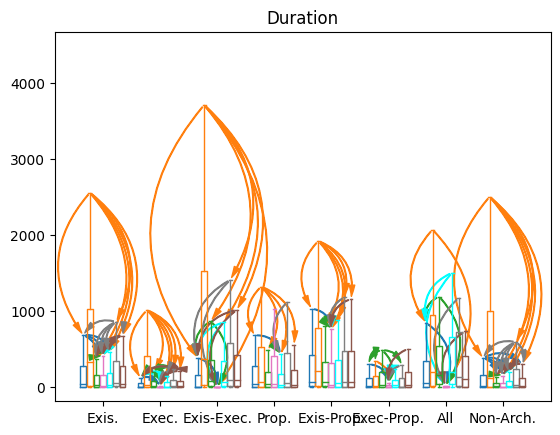 Duration
4000
3000
2000
1000
0
Exis. Exec. Exis-Exec. Prop. Exis-Prop. Exec-Prop. All Non-Arch.